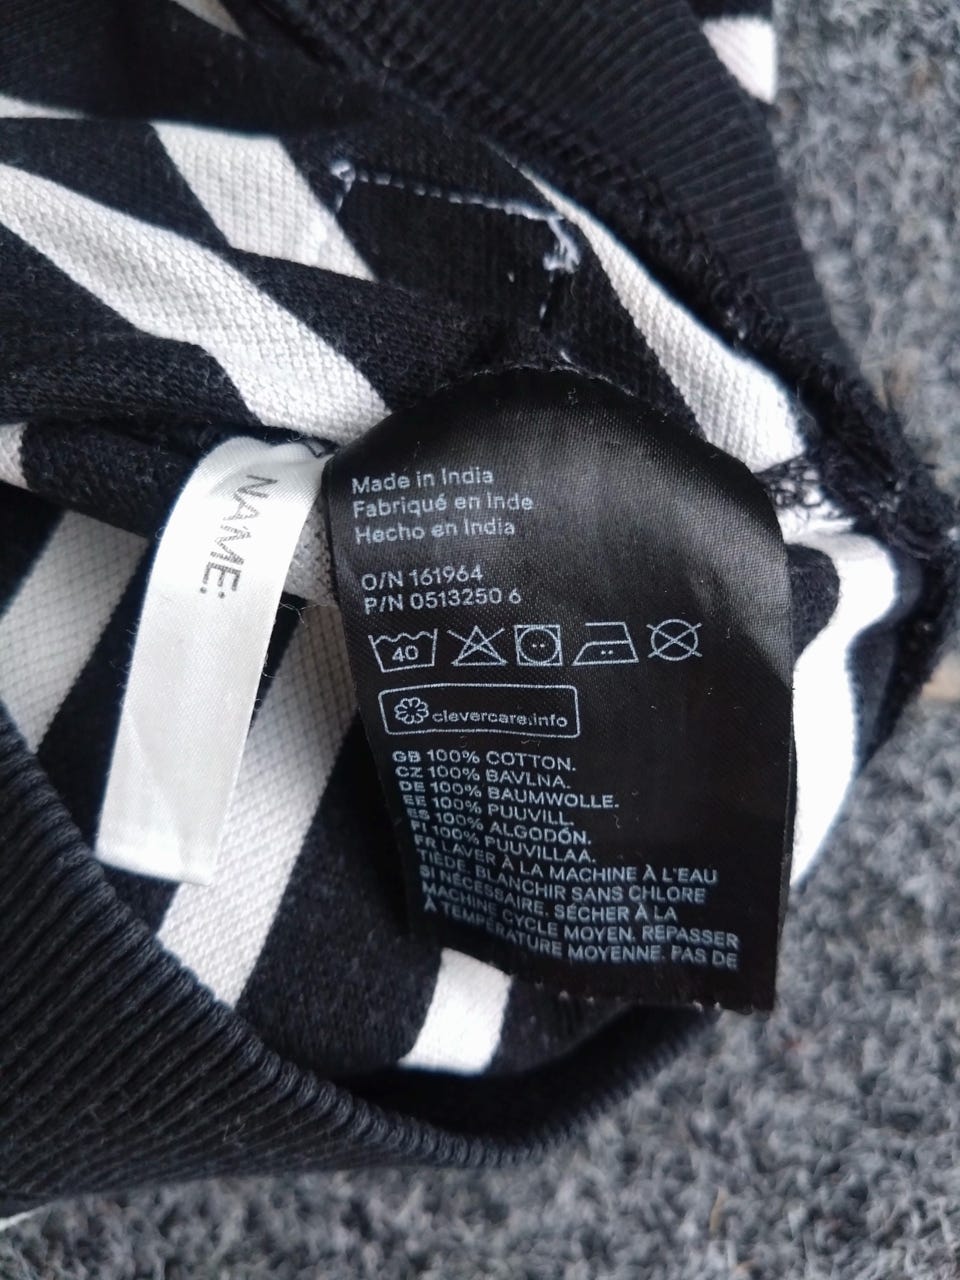 NAME:
Made in India
Fabriqué en Inde
Hecho en India
O/N 161964
P/N 0513250 6
40
clevercare.info
GB 100% COTTON.
CZ 100% BAVLNA.
DE 100% BAUMWOLLE.
EE 100% PUUVILL.
ES 100% ALGODÓN.
FI 100% PUUVILLAA.
FR LAVER À LA MACHINE À L'EAU
TIÈDE. BLANCHIR SANS CHLORE
SI NÉCESSAIRE. SÉCHER À LA
MACHINE CYCLE MOYEN. REPASSER
À TEMPÉRATURE MOYENNE. PAS DE